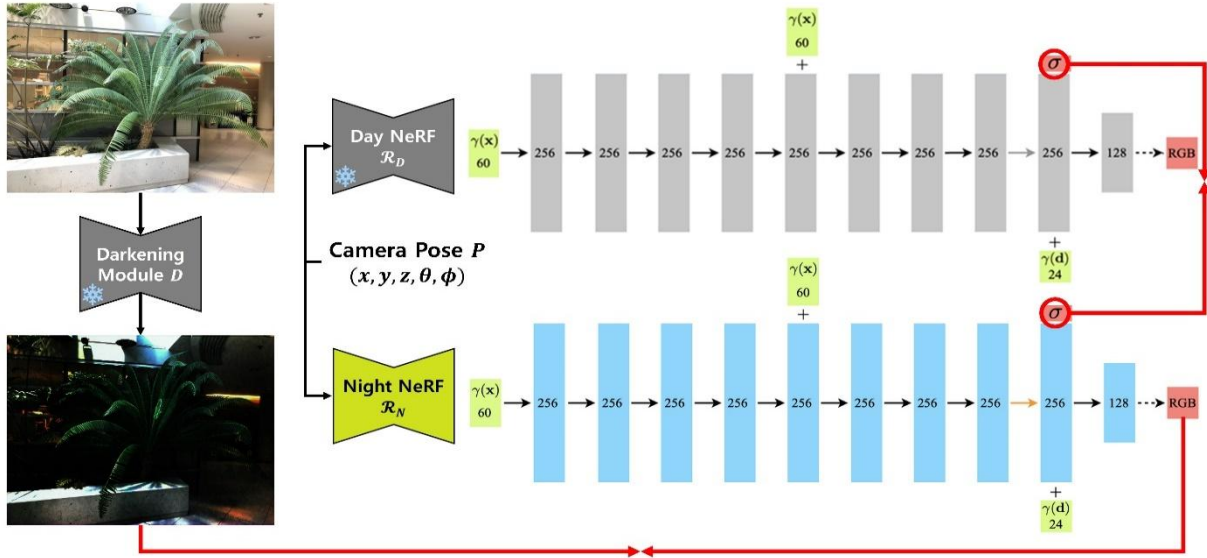 Darkening
Module D
Day NeRF
ℛ_D
Camera Pose P
(x, y, z, θ, ϕ)
Night NeRF
ℛ_N
γ(x)
60
+
γ(x)
60
256
256
256
256
256
256
256
256
256
128
RGB
σ
+
γ(d)
24
γ(x)
60
+
γ(x)
60
256
256
256
256
256
256
256
256
256
128
RGB
σ
+
γ(d)
24